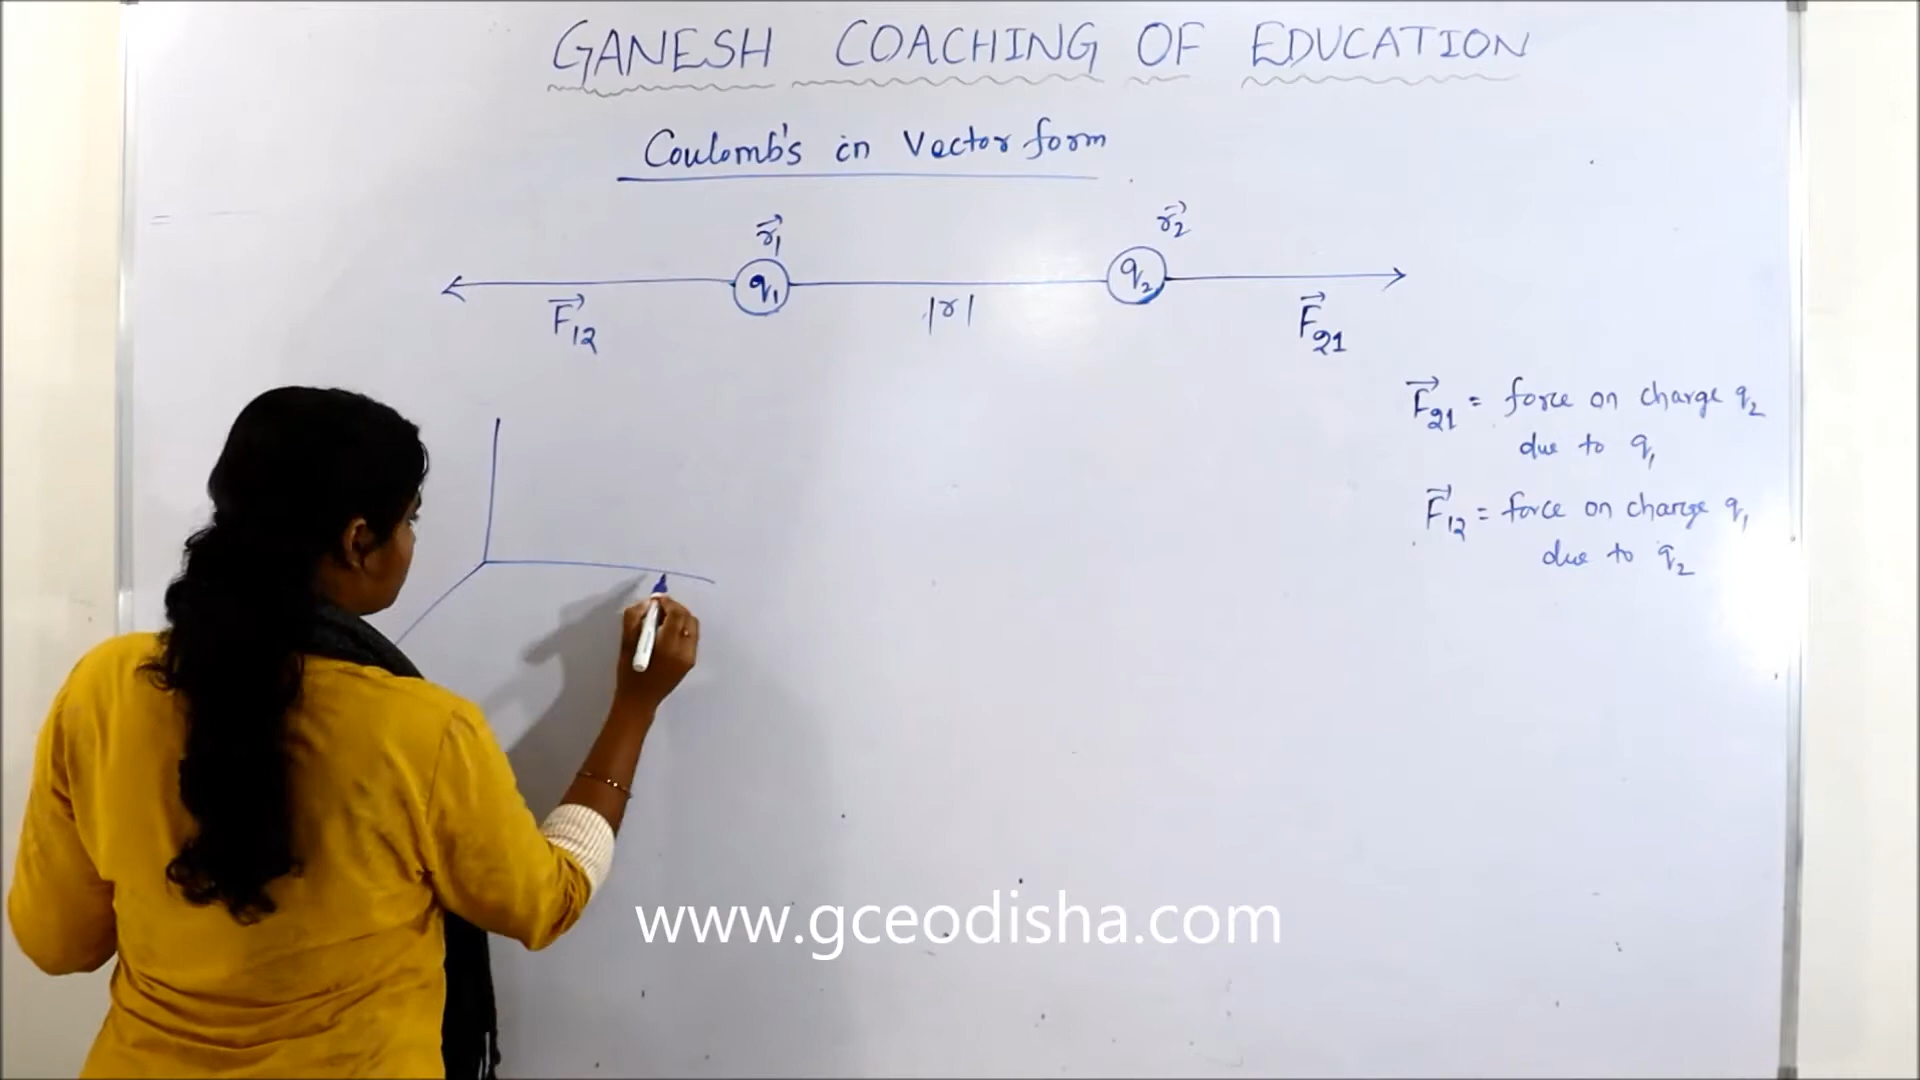 GANESH COACHING OF EDUCATION
Coulomb's in Vector form
r⃗₁ r⃗₂
q₁ q₂
F⃗₁₂ |r| F⃗₂₁
F⃗₂₁ = force on charge q₂
due to q₁
F⃗₁₂ = force on charge q₁
due to q₂
www.gceodisha.com